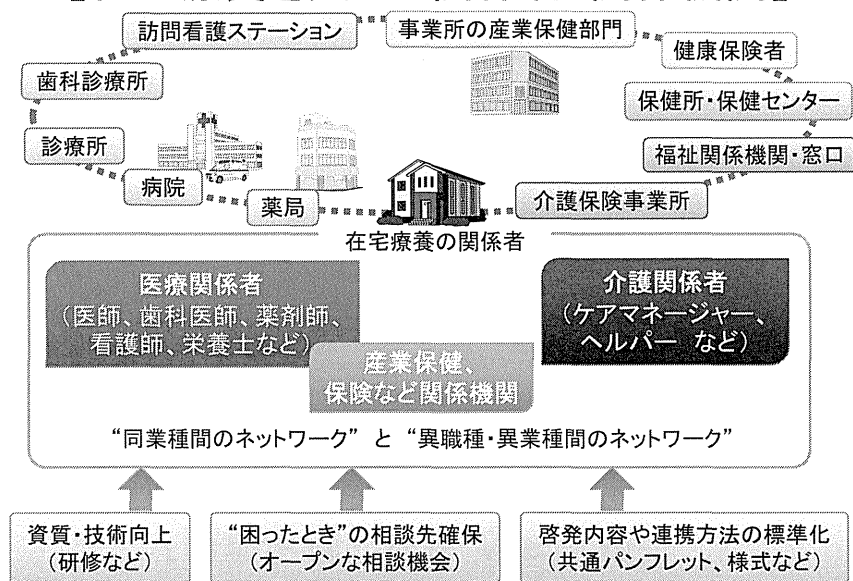 訪問看護ステーション
事業所の産業保健部門
健康保険者
歯科診療所
保健所・保健センター
診療所
福祉関係機関・窓口
病院
薬局
介護保険事業所
在宅療養の関係者
医療関係者
(医師、歯科医師、薬剤師、
看護師、栄養士など)
介護関係者
(ケアマネージャー、
ヘルパー など)
産業保健、
保険など関係機関
“同業種間のネットワーク” と “異職種・異業種間のネットワーク”
資質・技術向上
(研修など)
“困ったとき”の相談先確保
(オープンな相談機会)
啓発内容や連携方法の標準化
(共通パンフレット、様式など)